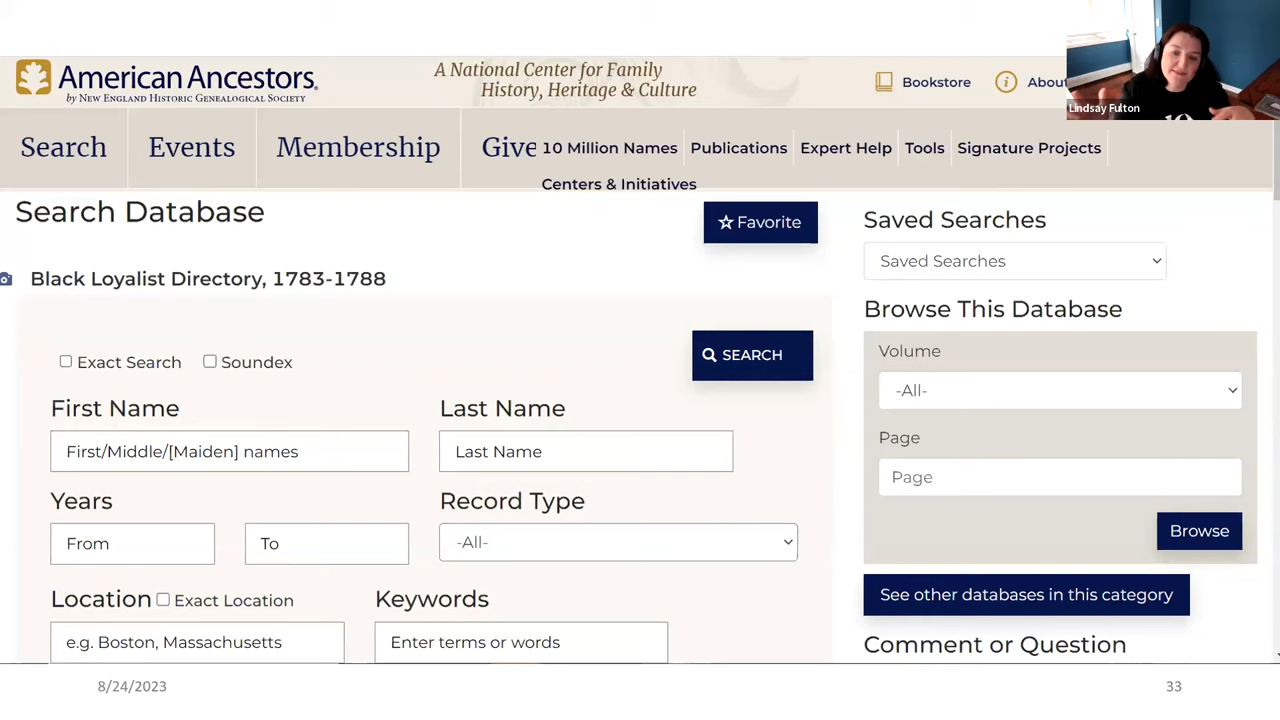 American Ancestors®
by NEW ENGLAND HISTORIC GENEALOGICAL SOCIETY
A National Center for Family
History, Heritage & Culture
Bookstore
Abou
Lindsay Fulton
Search
Events
Membership
Give
10 Million Names
Publications
Expert Help
Tools
Signature Projects
Centers & Initiatives
Search Database
Favorite
Saved Searches
Saved Searches
Black Loyalist Directory, 1783-1788
Browse This Database
Volume
-All-
Exact Search
Soundex
SEARCH
First Name
Last Name
First/Middle/[Maiden] names
Last Name
Page
Page
Years
Record Type
From
To
-All-
Browse
Location
Exact Location
Keywords
See other databases in this category
e.g. Boston, Massachusetts
Enter terms or words
Comment or Question
8/24/2023
33